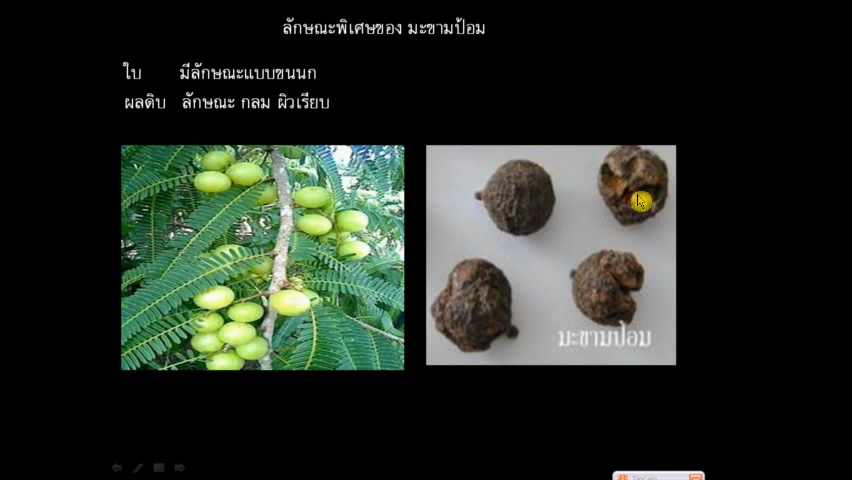 ลักษณะพิเศษของ มะขามป้อม
ใบ มีลักษณะแบบขนนก
ผลดิบ ลักษณะ กลม ผิวเรียบ
มะขามป้อม